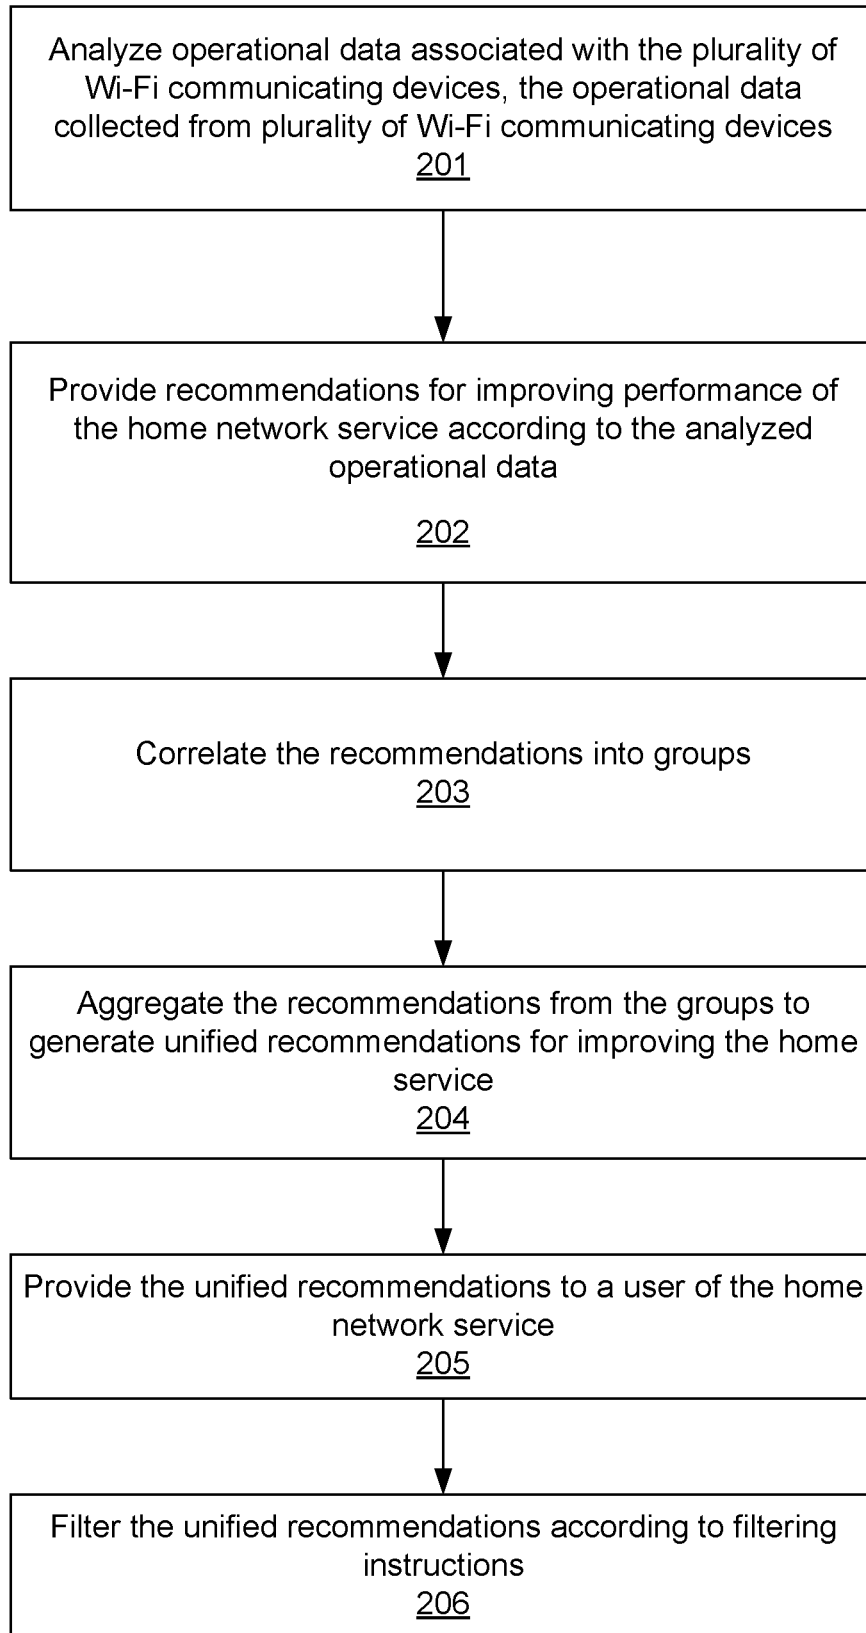 Analyze operational data associated with the plurality of
Wi-Fi communicating devices, the operational data
collected from plurality of Wi-Fi communicating devices
201
Provide recommendations for improving performance of
the home network service according to the analyzed
operational data
202
Correlate the recommendations into groups
203
Aggregate the recommendations from the groups to
generate unified recommendations for improving the home
service
204
Provide the unified recommendations to a user of the home
network service
205
Filter the unified recommendations according to filtering
instructions
206